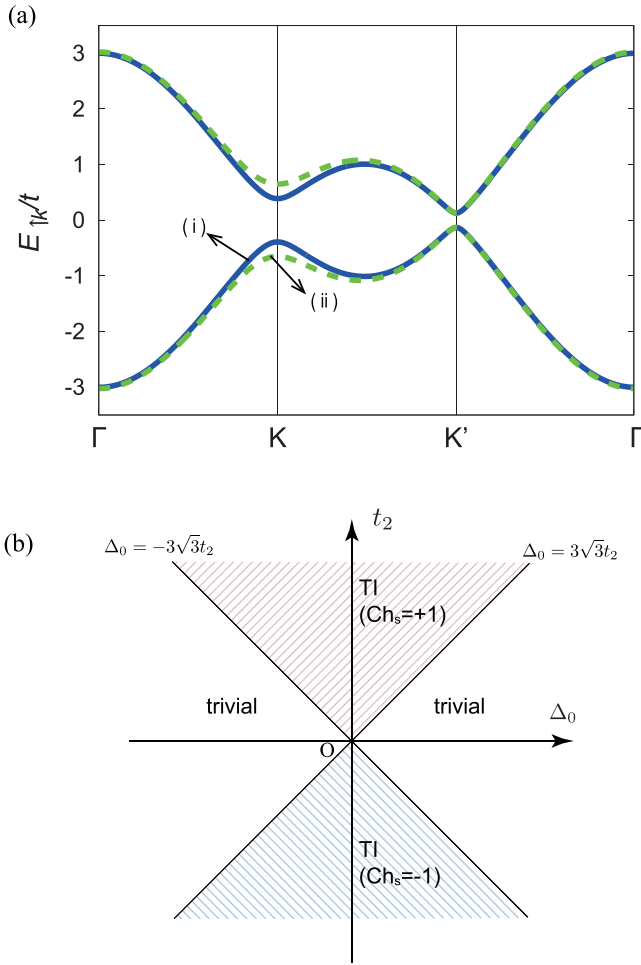 (a)
3
2
1
0
-1
-2
-3
E↑k/t
(i)
(ii)
Γ
K
K'
Γ
(b)
t₂
Δ₀ = −3√3t₂
Δ₀ = 3√3t₂
TI
(Chₛ=+1)
trivial
trivial
Δ₀
O
TI
(Chₛ=-1)